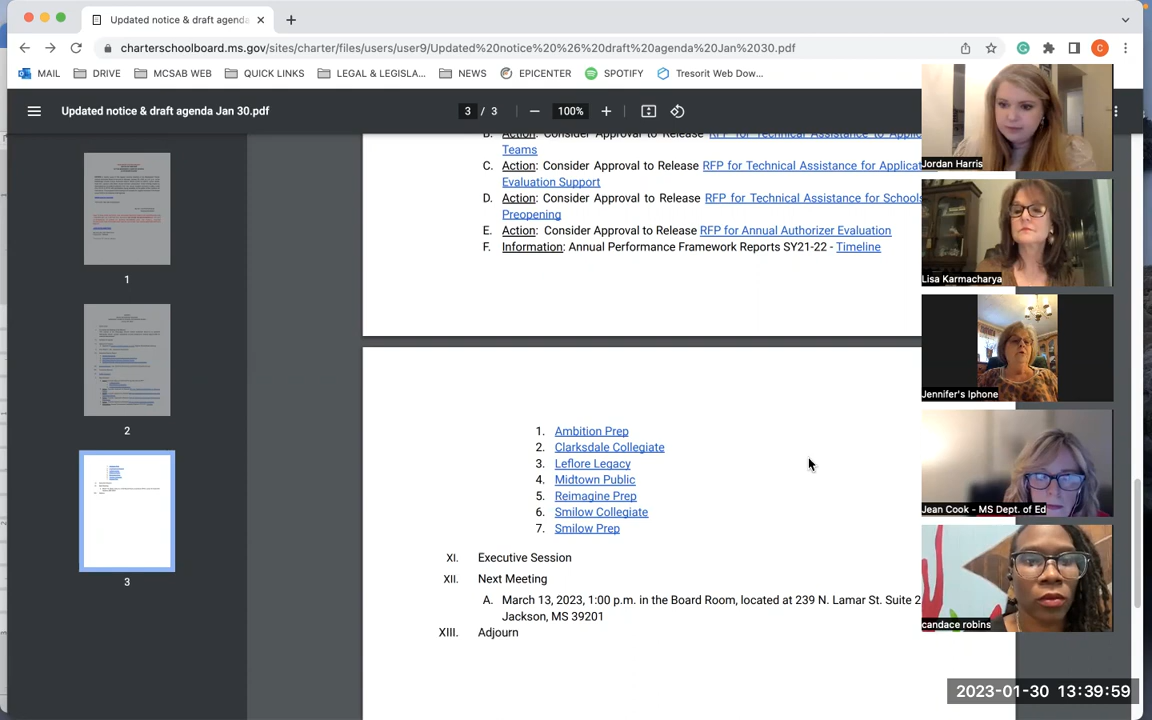 Updated notice & draft agenda
charterschoolboard.ms.gov/sites/charter/files/users/user9/Updated%20notice%20%26%20draft%20agenda%20Jan%2030.pdf
C
MAIL DRIVE MCSAB WEB QUICK LINKS LEGAL & LEGISLA... NEWS EPICENTER SPOTIFY Tresorit Web Dow...
Updated notice & draft agenda Jan 30.pdf 3 / 3 100%
B. Action: Consider Approval to Release RFP for Technical Assistance to Applic
Teams
C. Action: Consider Approval to Release RFP for Technical Assistance for Applicat
Evaluation Support
D. Action: Consider Approval to Release RFP for Technical Assistance for Schools
Preopening
E. Action: Consider Approval to Release RFP for Annual Authorizer Evaluation
F. Information: Annual Performance Framework Reports SY21-22 - Timeline
1. Ambition Prep
2. Clarksdale Collegiate
3. Leflore Legacy
4. Midtown Public
5. Reimagine Prep
6. Smilow Collegiate
7. Smilow Prep
XI. Executive Session
XII. Next Meeting
A. March 13, 2023, 1:00 p.m. in the Board Room, located at 239 N. Lamar St. Suite 2
Jackson, MS 39201
XIII. Adjourn
1
2
3
Jordan Harris
Lisa Karmacharya
Jennifer's Iphone
Jean Cook - MS Dept. of Ed
candace robins
2023-01-30 13:39:59